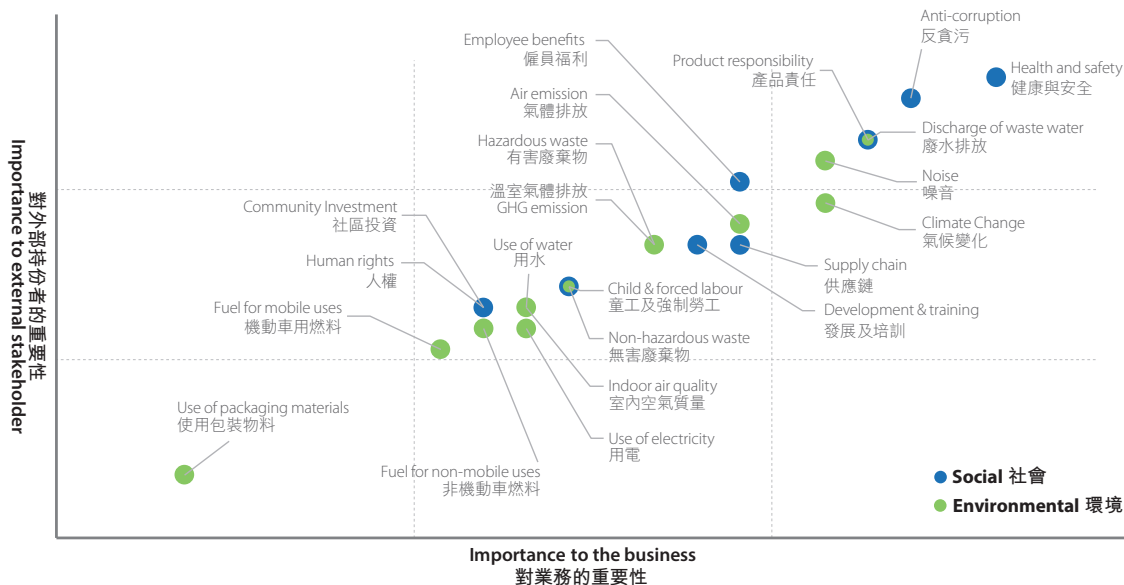 Anti-corruption
反貪污
Employee benefits
僱員福利
Product responsibility
產品責任
Health and safety
健康與安全
Air emission
氣體排放
Discharge of waste water
廢水排放
Hazardous waste
有害廢棄物
Noise
噪音
溫室氣體排放
GHG emission
Community Investment
社區投資
Climate Change
氣候變化
Use of water
用水
Human rights
人權
Supply chain
供應鏈
Child & forced labour
童工及強制勞工
Fuel for mobile uses
機動車用燃料
Development & training
發展及培訓
Non-hazardous waste
無害廢棄物
Indoor air quality
室內空氣質量
Use of packaging materials
使用包裝物料
Use of electricity
用電
Fuel for non-mobile uses
非機動車燃料
對外部持份者的重要性
Importance to external stakeholder
Social 社會
Environmental 環境
Importance to the business
對業務的重要性